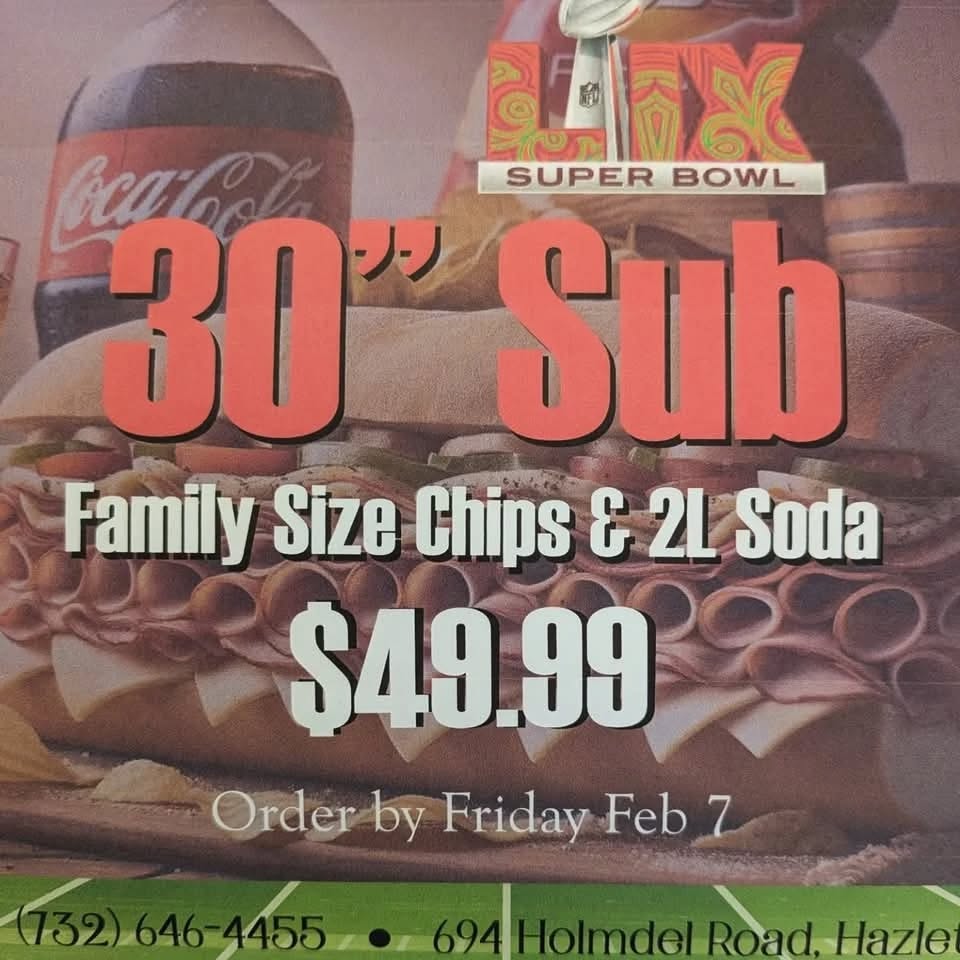 LIX
NFL
SUPER BOWL
Coca-Cola
30” Sub
Family Size Chips & 2L Soda
$49.99
Order by Friday Feb 7
(732) 646-4455 • 694 Holmdel Road, Hazlet